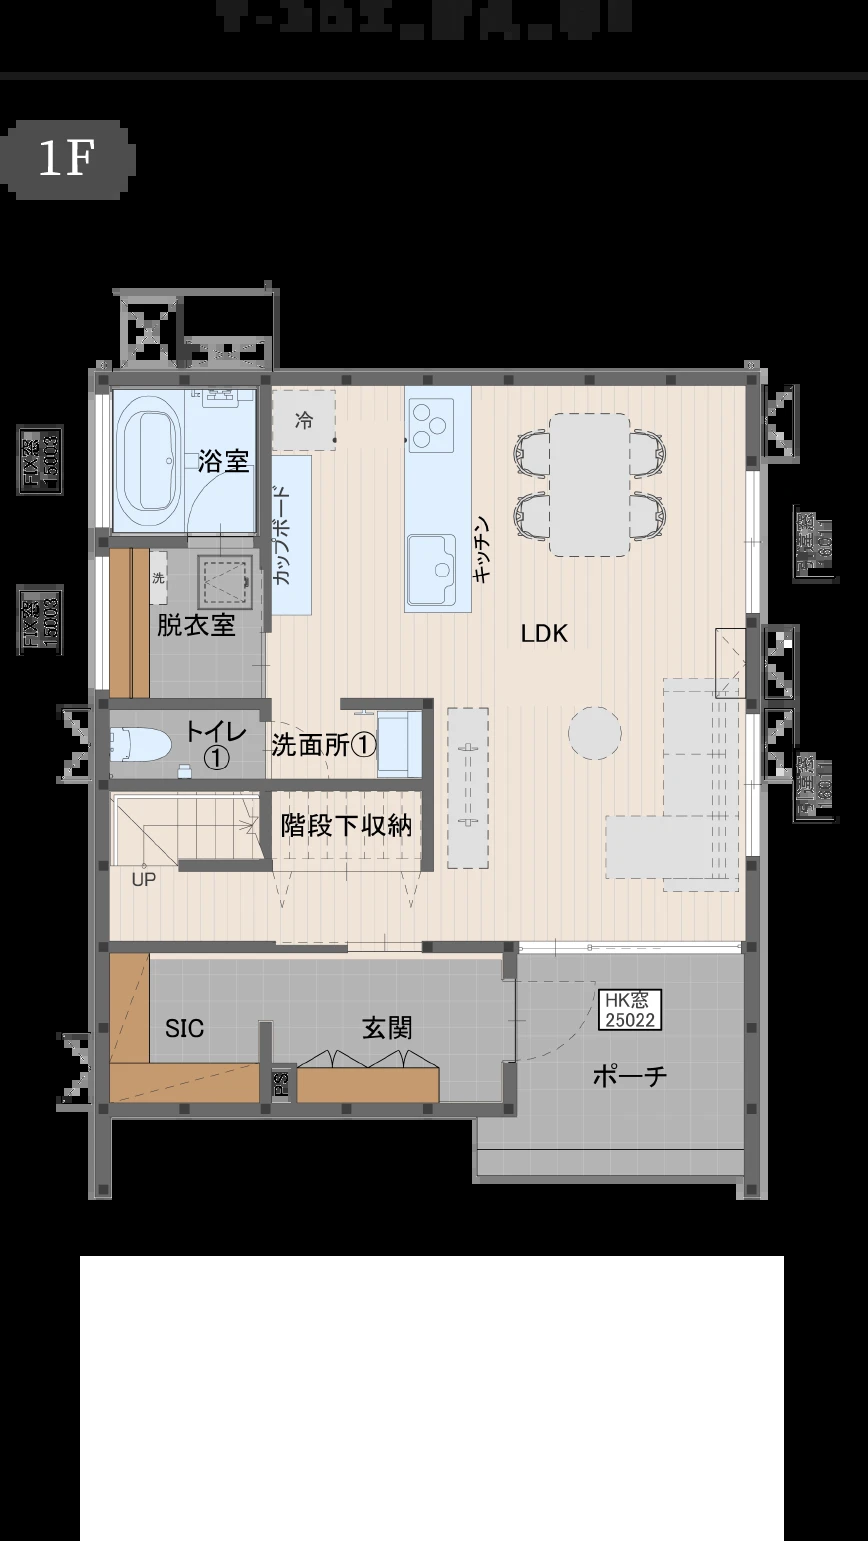 1F
冷
浴室
FIX窓
15003
カップボード
キッチン
引違窓
16011
洗
FIX窓
15003
脱衣室
LDK
トイレ
①
洗面所①
引違窓
16011
階段下収納
UP
HK窓
25022
SIC
玄関
PS
ポーチ